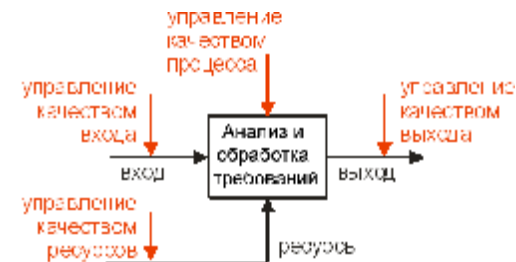 управление
качеством
процесса
управление
качеством
входа
управление
качеством
выхода
Анализ и
обработка
требований
вход
выход
управление
качеством
ресурсов
ресурсы